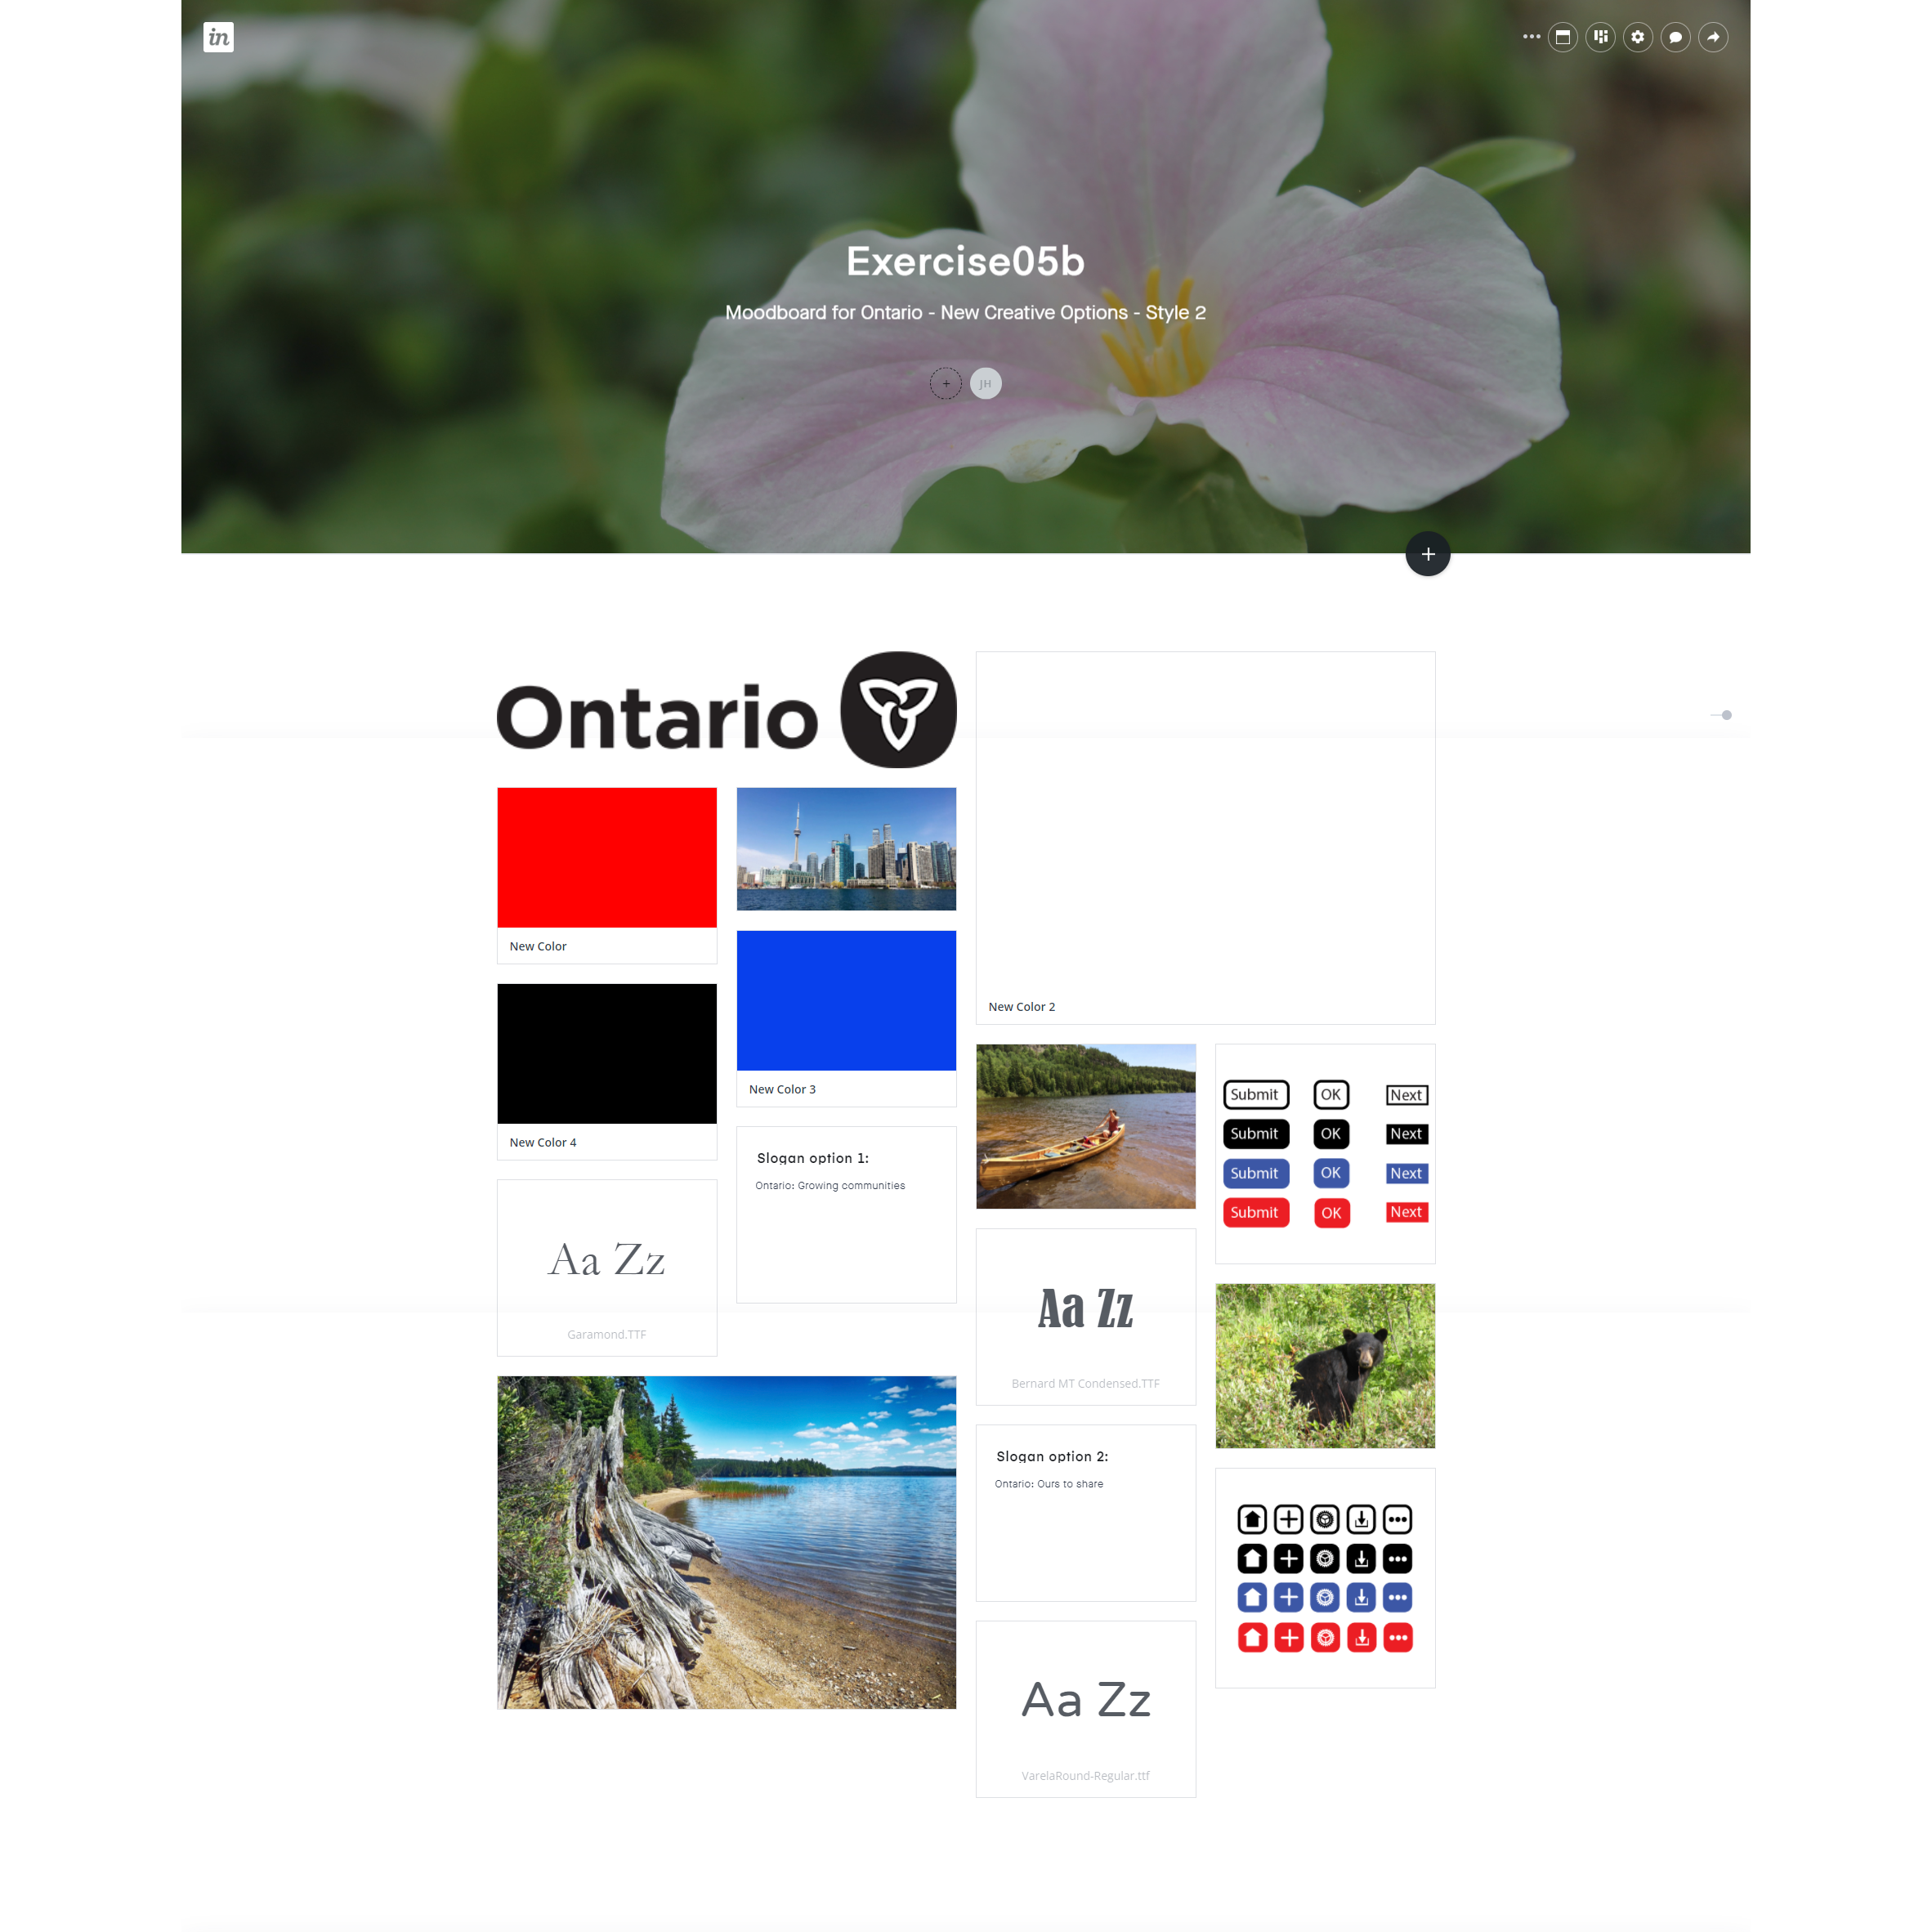 in
Exercise05b
Moodboard for Ontario - New Creative Options - Style 2
+ JH
+
Ontario
New Color
New Color 4
Aa Zz
Garamond.TTF
New Color 3
Slogan option 1:
Ontario: Growing communities
New Color 2
Aa Zz
Bernard MT Condensed.TTF
Slogan option 2:
Ontario: Ours to share
Aa Zz
VarelaRound-Regular.ttf
Submit OK Next
Submit OK Next
Submit OK Next
Submit OK Next